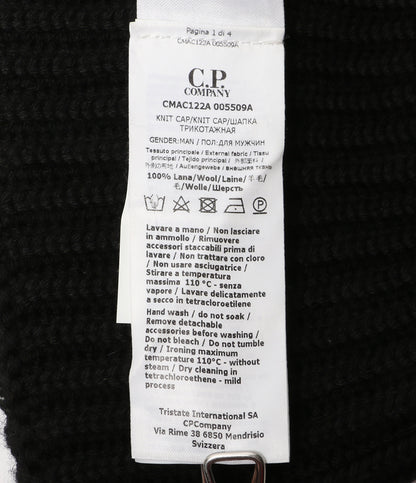 Pagina 1 di 4
CMAC122A 005509A
C.P.
COMPANY
CMAC122A 005509A
KNIT CAP/KNIT CAP/ШАПКА
ТРИКОТАЖНАЯ
GENDER:MAN / ПОЛ:ДЛЯ МУЖЧИН
Tessuto principale / External fabric / Tissu
principal / Tejido principal /
/ Außengewebe /
100% Lana/Wool/Laine/羊毛/
毛/Wolle/Шерсть
Lavare a mano / Non lasciare
in ammollo / Rimuovere
accessori staccabili prima di
lavare / Non trattare con cloro
/ Non usare asciugatrice /
Stirare a temperatura
massima 110 °C - senza
vapore / Lavare delicatamente
a secco in tetracloroetilene
Hand wash / do not soak /
Remove detachable
accessories before washing /
Do not bleach / Do not tumble
dry / Ironing maximum
temperature 110°C - without
steam / Dry cleaning in
tetrachloroethene - mild
process
Tristate International SA
CPCompany
Via Rime 38 6850 Mendrisio
Svizzera